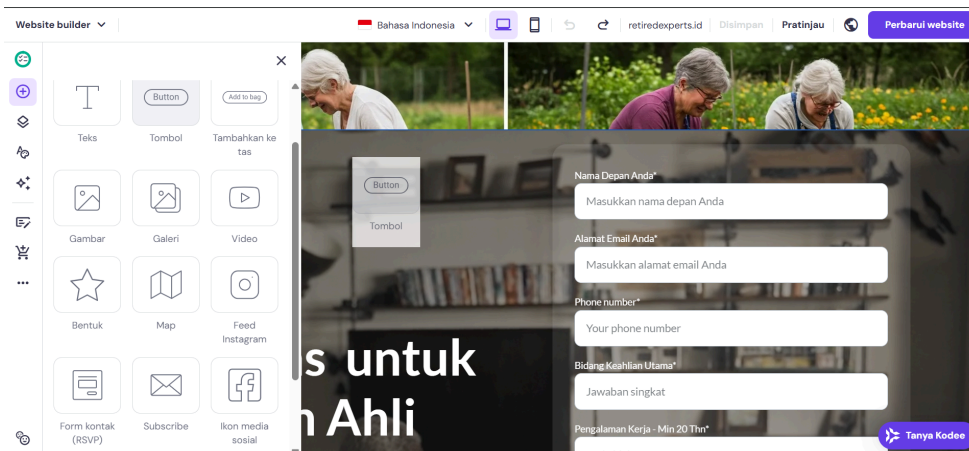 Website builder
Bahasa Indonesia
retiredexperts.id
Disimpan
Pratinjau
Perbarui website
Button
Add to bag
Teks
Tombol
Tambahkan ke
tas
Gambar
Galeri
Video
Bentuk
Map
Feed
Instagram
Form kontak
(RSVP)
Subscribe
Ikon media
sosial
Button
Tombol
s untuk
n Ahli
Nama Depan Anda*
Masukkan nama depan Anda
Alamat Email Anda*
Masukkan alamat email Anda
Phone number*
Your phone number
Bidang Keahlian Utama*
Jawaban singkat
Pengalaman Kerja - Min 20 Thn*
Tanya Kodee